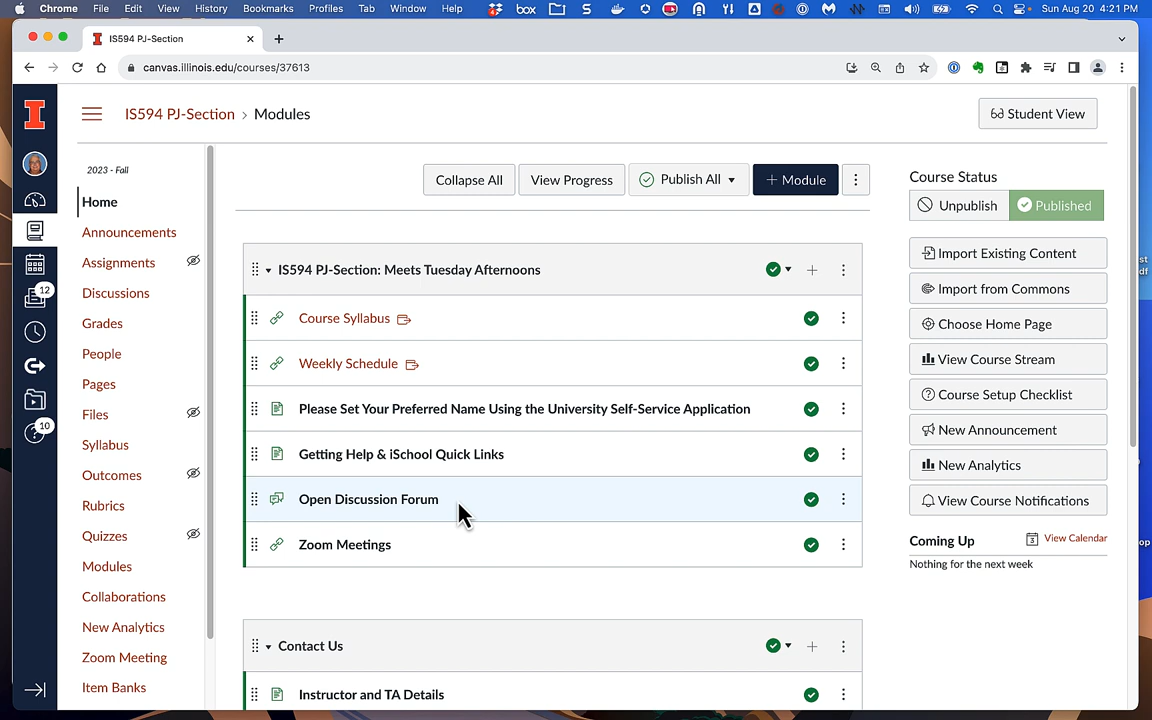 Chrome File Edit View History Bookmarks Profiles Tab Window Help box Sun Aug 20 4:21 PM
IS594 PJ-Section
canvas.illinois.edu/courses/37613
IS594 PJ-Section › Modules
Student View
2023 - Fall
Home
Announcements
Assignments
Discussions
Grades
People
Pages
Files
Syllabus
Outcomes
Rubrics
Quizzes
Modules
Collaborations
New Analytics
Zoom Meeting
Item Banks
12
10
Collapse All
View Progress
Publish All
+ Module
IS594 PJ-Section: Meets Tuesday Afternoons
Course Syllabus
Weekly Schedule
Please Set Your Preferred Name Using the University Self-Service Application
Getting Help & iSchool Quick Links
Open Discussion Forum
Zoom Meetings
Contact Us
Instructor and TA Details
Course Status
Unpublish
Published
Import Existing Content
Import from Commons
Choose Home Page
View Course Stream
Course Setup Checklist
New Announcement
New Analytics
View Course Notifications
Coming Up
3
View Calendar
Nothing for the next week
st
df
op